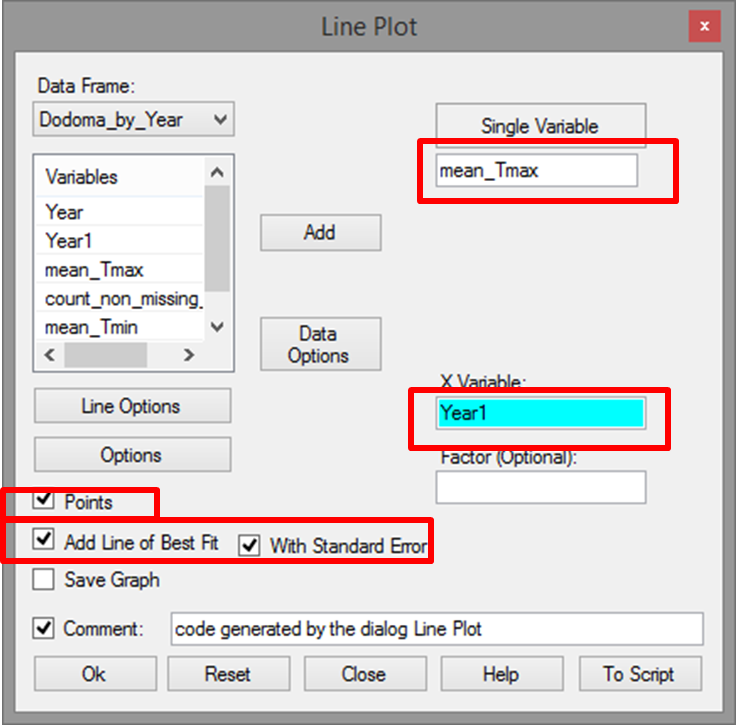 Line Plot
x
Data Frame:
Dodoma_by_Year
Single Variable
mean_Tmax
Variables
Year
Year1
mean_Tmax
count_non_missing_
mean_Tmin
Add
Data
Options
X Variable:
Year1
Line Options
Options
Factor (Optional):
Points
Add Line of Best Fit
With Standard Error
Save Graph
Comment:
code generated by the dialog Line Plot
Ok
Reset
Close
Help
To Script